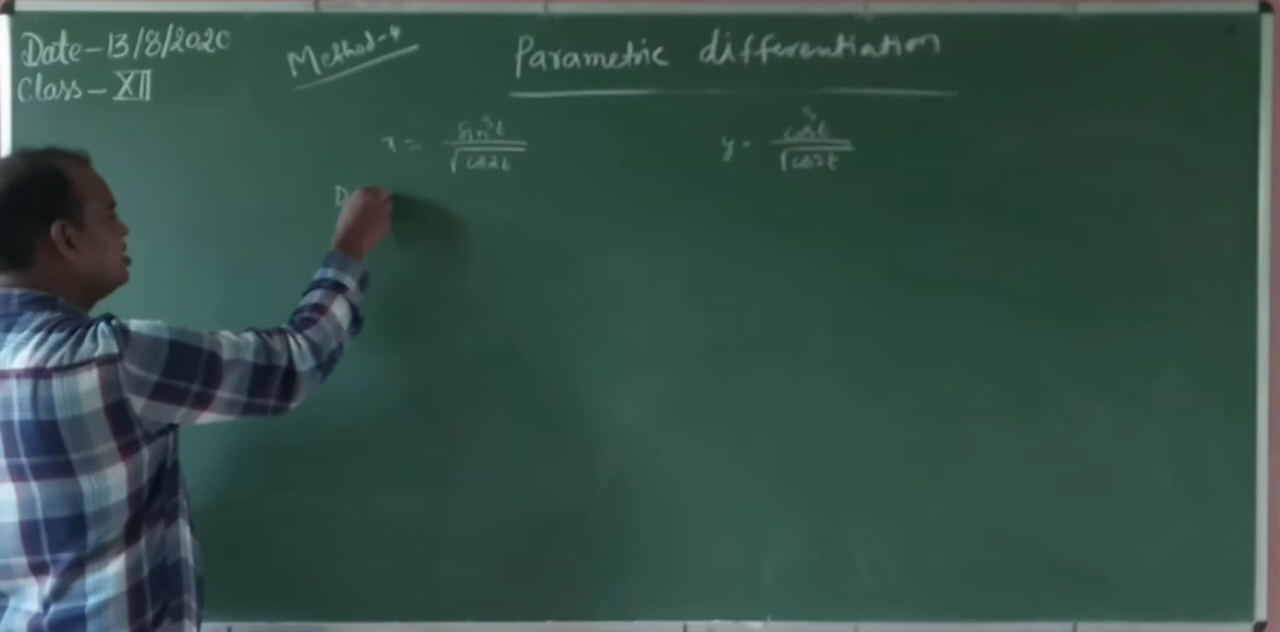 Date-13/8/2020
Class-XII
Method-4
Parametric differentiation
x = sin³t / √cos2t
y = cos³t / √cos2t
D